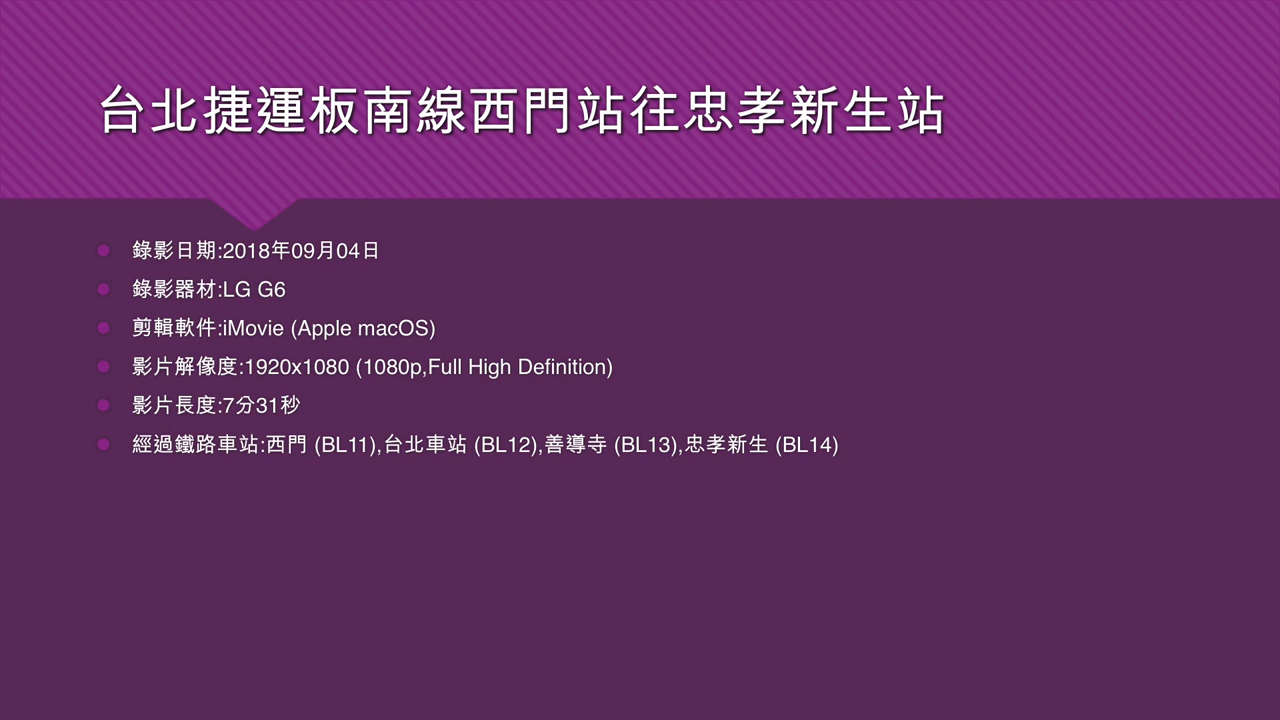 台北捷運板南線西門站往忠孝新生站
錄影日期:2018年09月04日
錄影器材:LG G6
剪輯軟件:iMovie (Apple macOS)
影片解像度:1920x1080 (1080p,Full High Definition)
影片長度:7分31秒
經過鐵路車站:西門 (BL11),台北車站 (BL12),善導寺 (BL13),忠孝新生 (BL14)